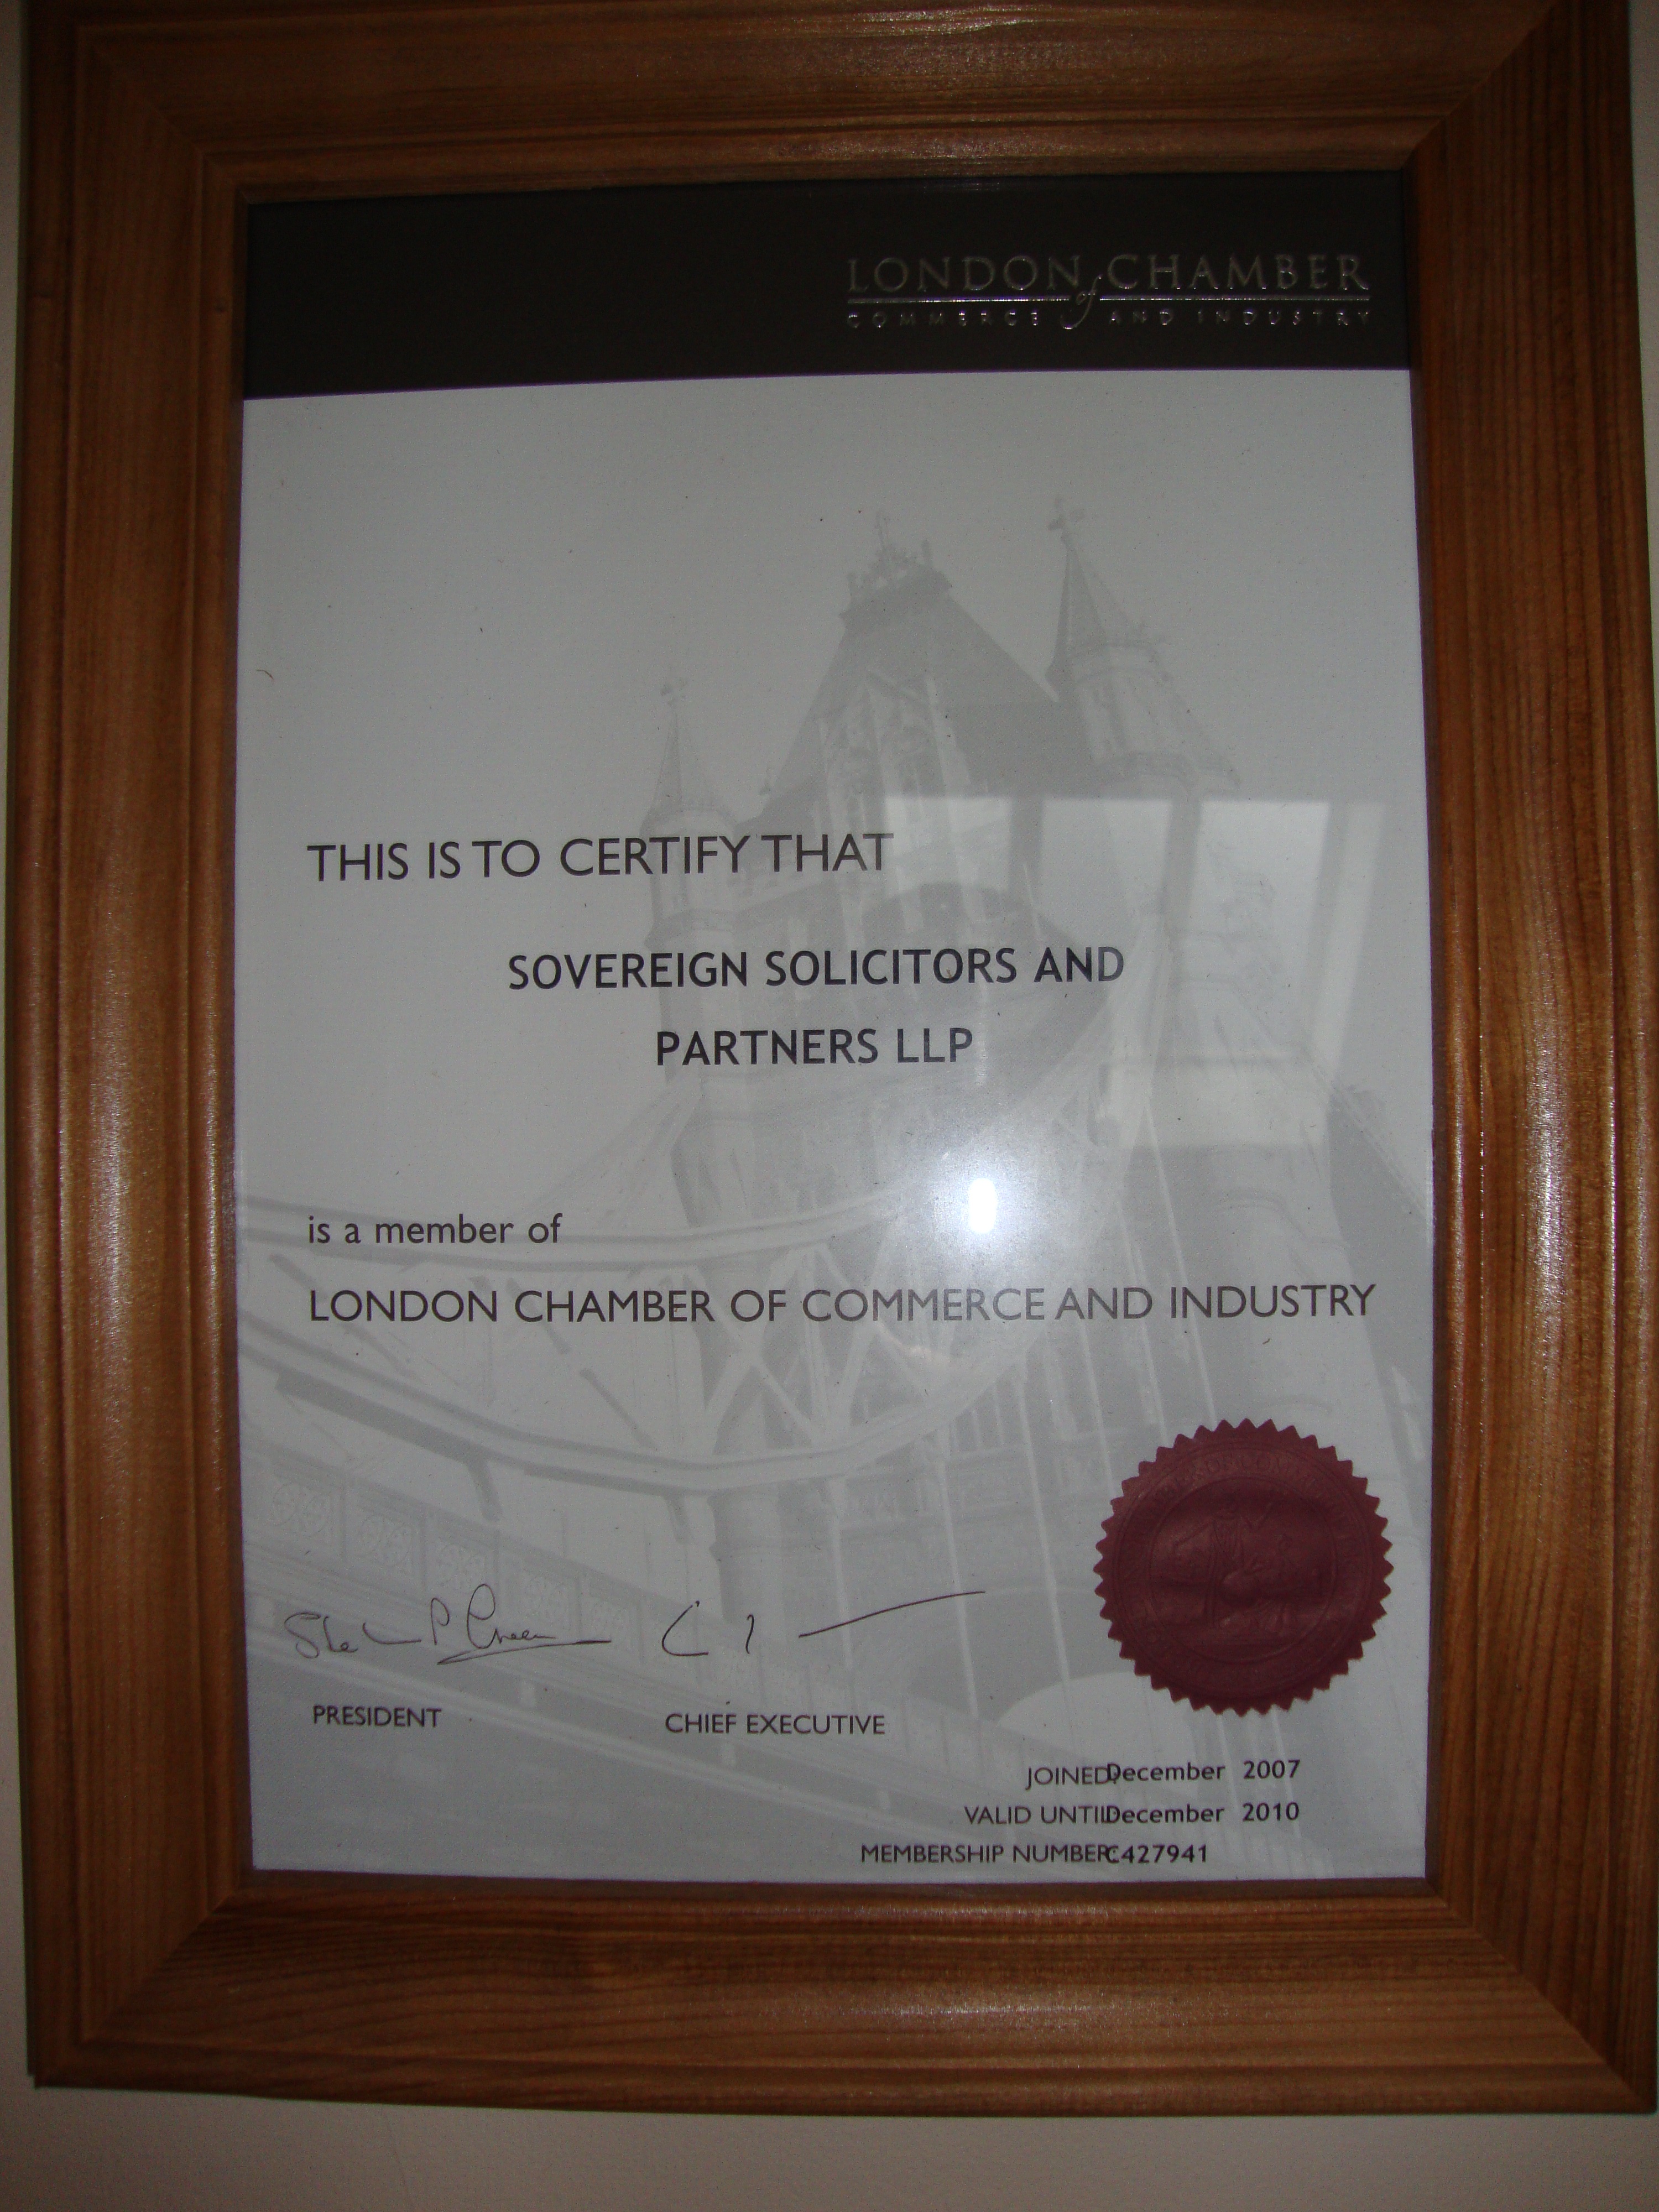 LONDON CHAMBER
of
COMMERCE AND INDUSTRY
THIS IS TO CERTIFY THAT
SOVEREIGN SOLICITORS AND
PARTNERS LLP
is a member of
LONDON CHAMBER OF COMMERCE AND INDUSTRY
PRESIDENT CHIEF EXECUTIVE
JOINED: December 2007
VALID UNTIL: December 2010
MEMBERSHIP NUMBER: C427941